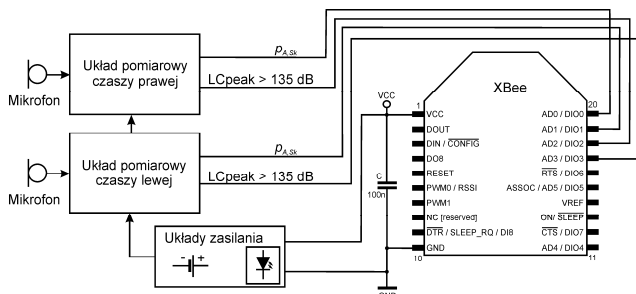 Mikrofon
Układ pomiarowy
czaszy prawej
p A,Sk
LCpeak > 135 dB
Mikrofon
Układ pomiarowy
czaszy lewej
p A,Sk
LCpeak > 135 dB
Układy zasilania
- +
VCC
C
100n
GND
XBee
1
20
VCC
DOUT
DIN / CONFIG
DO8
RESET
PWM0 / RSSI
PWM1
NC [reserved]
DTR / SLEEP_RQ / DI8
GND
10
AD0 / DIO0
AD1 / DIO1
AD2 / DIO2
AD3 / DIO3
RTS / DIO6
ASSOC / AD5 / DIO5
VREF
ON/ SLEEP
CTS / DIO7
AD4 / DIO4
11